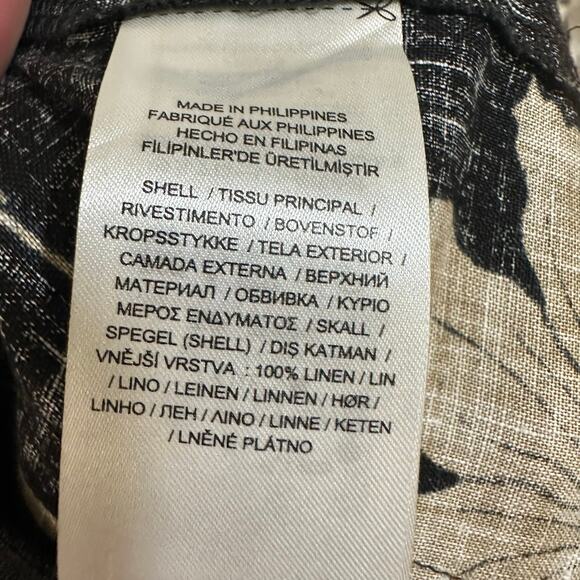 MADE IN PHILIPPINES
FABRIQUÉ AUX PHILIPPINES
HECHO EN FILIPINAS
FİLİPİNLER'DE ÜRETİLMİŞTİR
SHELL / TISSU PRINCIPAL /
RIVESTIMENTO / BOVENSTOF /
KROPSSTYKKE / TELA EXTERIOR /
CAMADA EXTERNA / ВЕРХНИЙ
МАТЕРИАЛ / ОБВИВКА / ΚΥΡΙΟ
ΜΕΡΟΣ ΕΝΔΥΜΑΤΟΣ / SKALL /
SPEGEL (SHELL) / DIŞ KATMAN /
VNĚJŠÍ VRSTVA : 100% LINEN / LIN
/ LINO / LEINEN / LINNEN / HØR /
LINHO / ЛЕН / ΛΙΝΟ / LINNE / KETEN
/ LNĚNÉ PLÁTNO